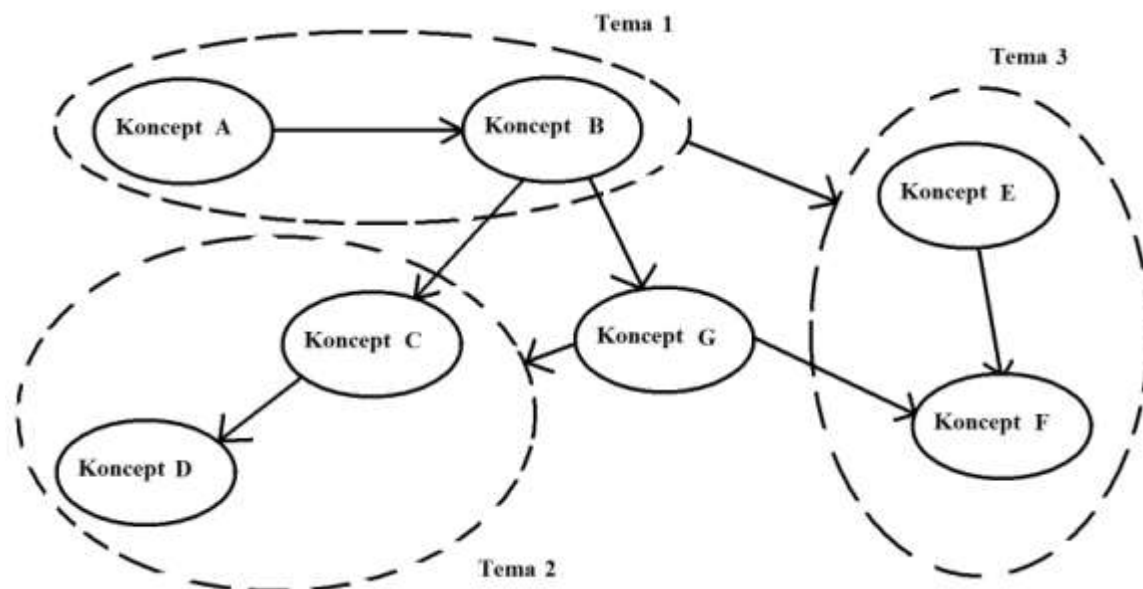 Tema 1
Tema 3
Koncept A
Koncept B
Koncept E
Koncept C
Koncept G
Koncept F
Koncept D
Tema 2